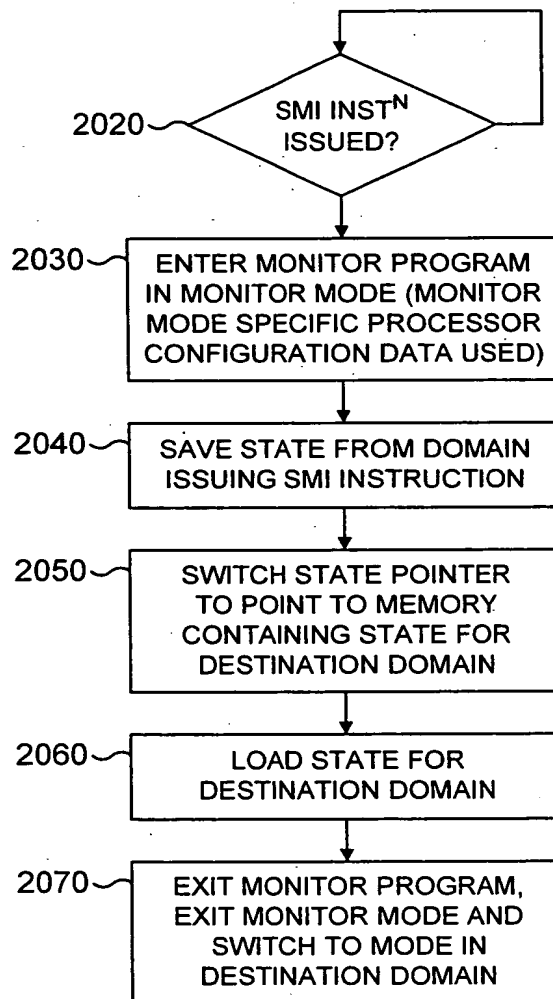 2020
SMI INSTᴺ
ISSUED?
2030
ENTER MONITOR PROGRAM
IN MONITOR MODE (MONITOR
MODE SPECIFIC PROCESSOR
CONFIGURATION DATA USED)
2040
SAVE STATE FROM DOMAIN
ISSUING SMI INSTRUCTION
2050
SWITCH STATE POINTER
TO POINT TO MEMORY
CONTAINING STATE FOR
DESTINATION DOMAIN
2060
LOAD STATE FOR
DESTINATION DOMAIN
2070
EXIT MONITOR PROGRAM,
EXIT MONITOR MODE AND
SWITCH TO MODE IN
DESTINATION DOMAIN